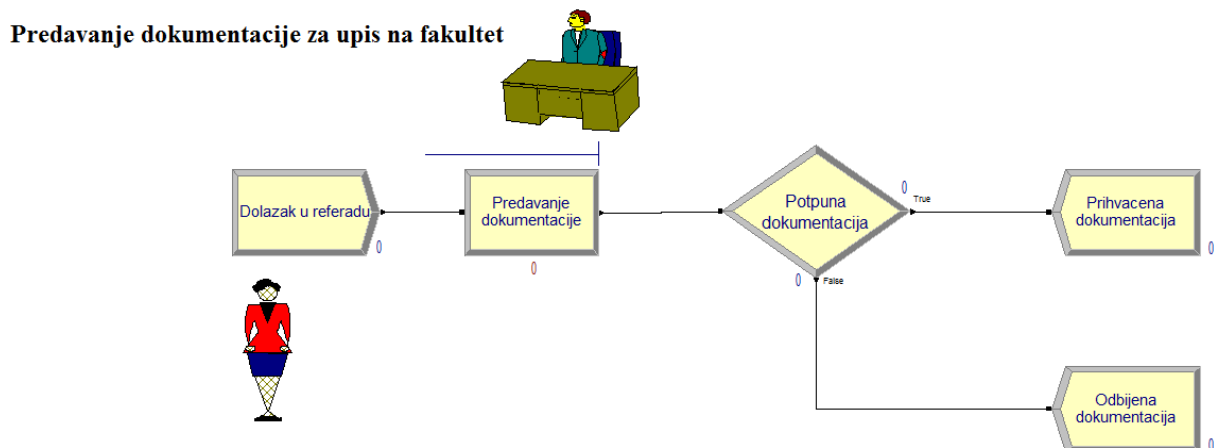 Predavanje dokumentacije za upis na fakultet
Dolazak u referadu
0
Predavanje
dokumentacije
0
Potpuna
dokumentacija
0
True
0
False
Prihvacena
dokumentacija
0
Odbijena
dokumentacija
0